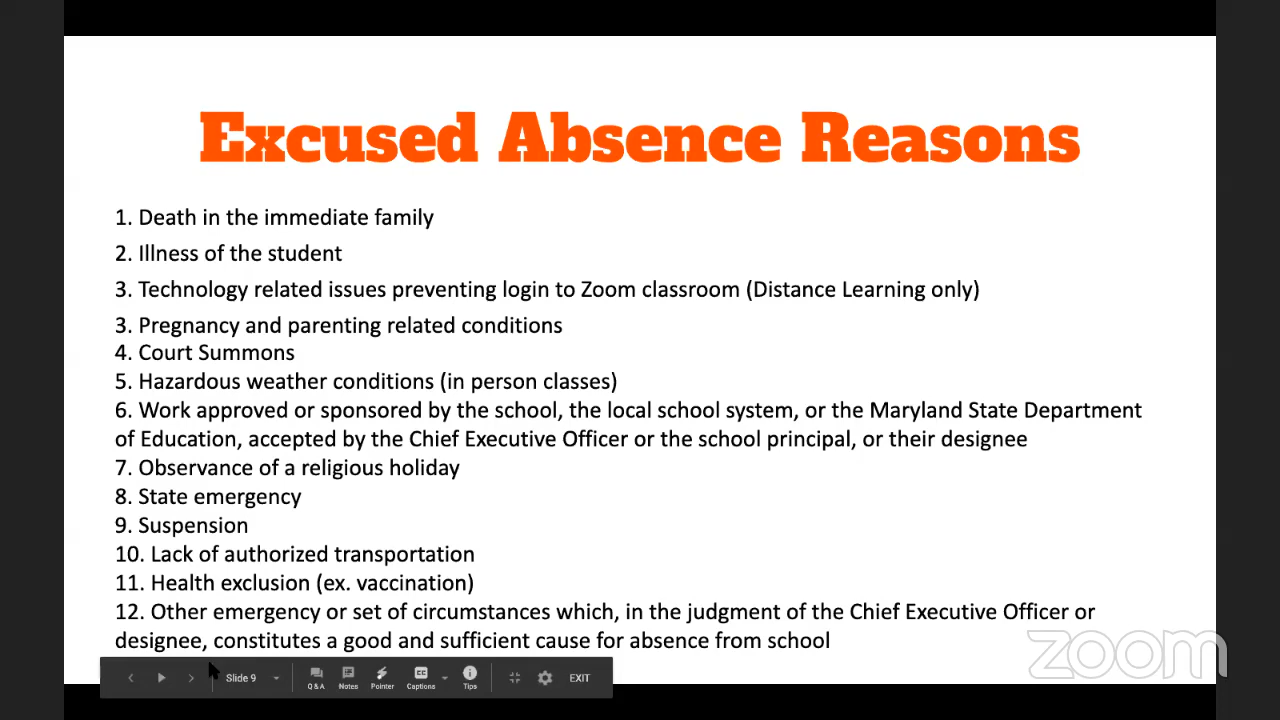 Excused Absence Reasons
1. Death in the immediate family
2. Illness of the student
3. Technology related issues preventing login to Zoom classroom (Distance Learning only)
3. Pregnancy and parenting related conditions
4. Court Summons
5. Hazardous weather conditions (in person classes)
6. Work approved or sponsored by the school, the local school system, or the Maryland State Department
of Education, accepted by the Chief Executive Officer or the school principal, or their designee
7. Observance of a religious holiday
8. State emergency
9. Suspension
10. Lack of authorized transportation
11. Health exclusion (ex. vaccination)
12. Other emergency or set of circumstances which, in the judgment of the Chief Executive Officer or
designee, constitutes a good and sufficient cause for absence from school
zoom
Slide 9 Q&A Notes Pointer Captions Tips EXIT